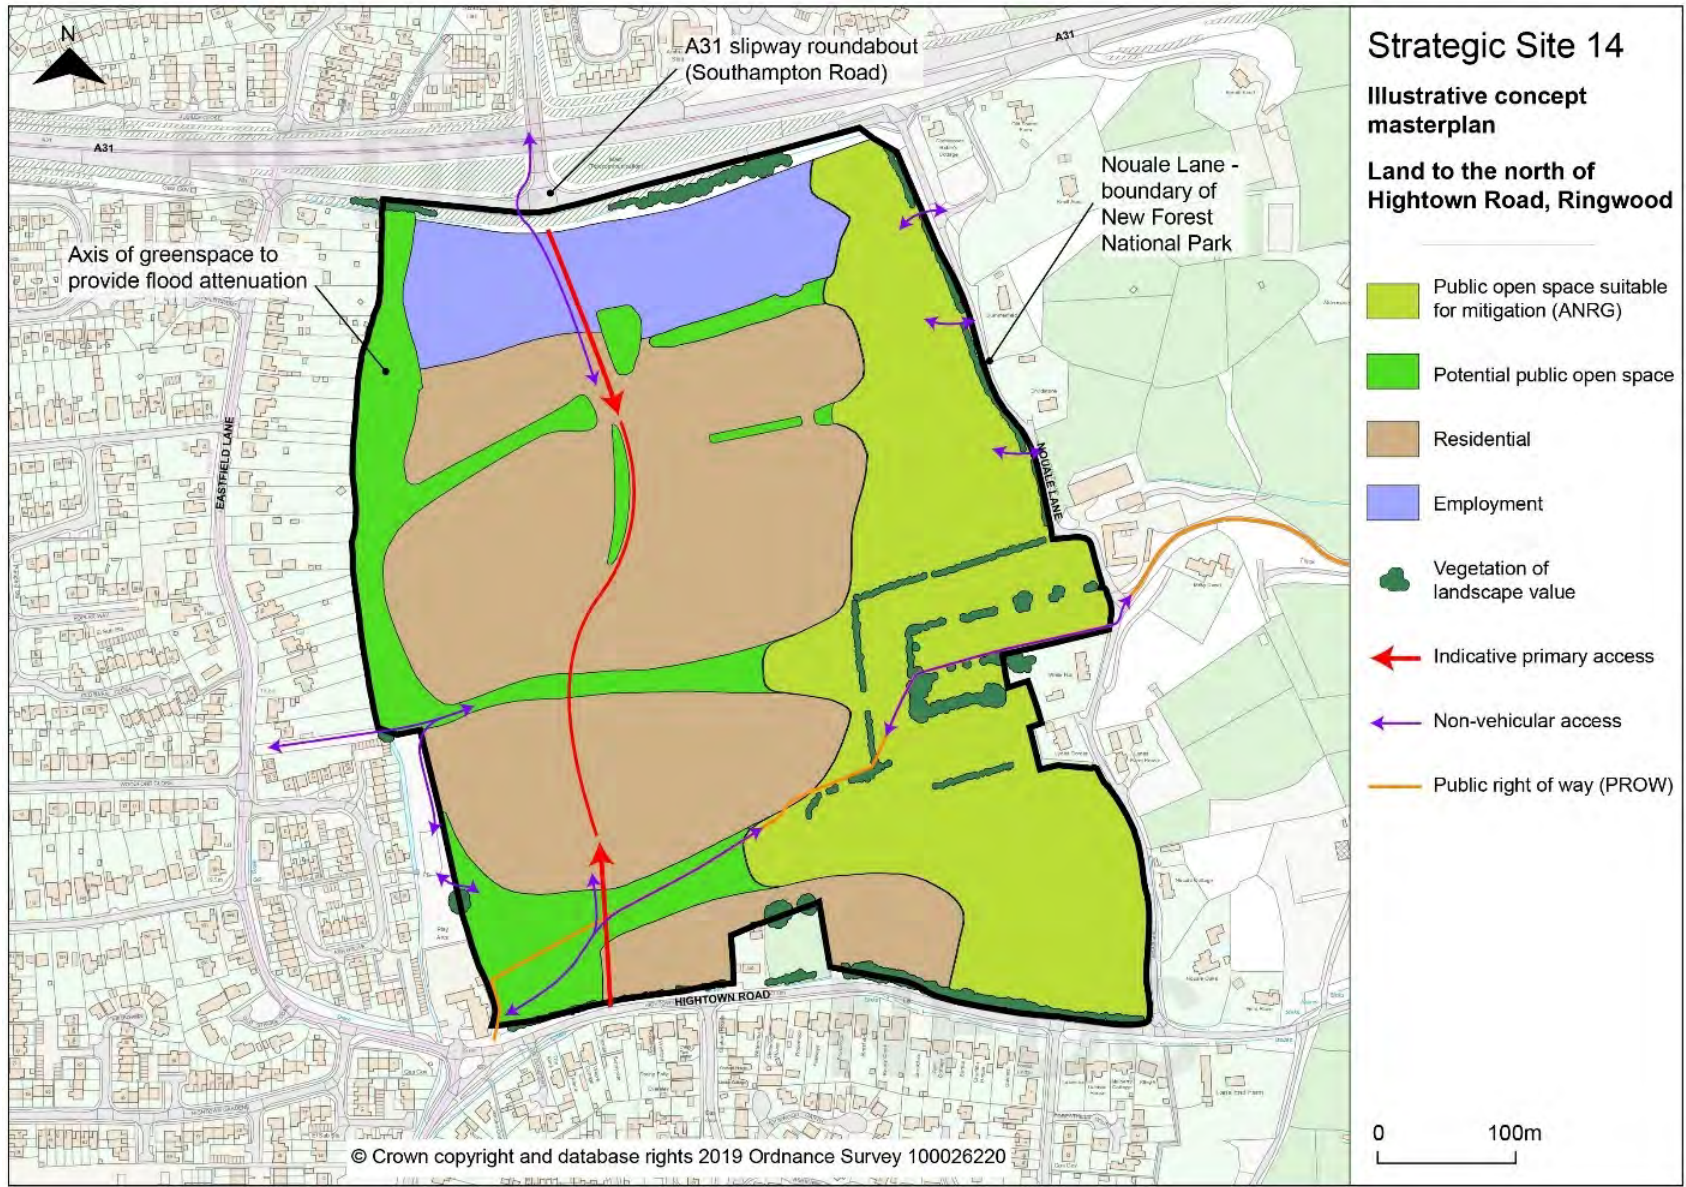 N
A31 slipway roundabout
(Southampton Road)
A31
A31
Nouale Lane -
boundary of
New Forest
National Park
Axis of greenspace to
provide flood attenuation
EASTFIELD LANE
NOUALE LANE
HIGHTOWN ROAD
© Crown copyright and database rights 2019 Ordnance Survey 100026220
Strategic Site 14
Illustrative concept
masterplan
Land to the north of
Hightown Road, Ringwood
Public open space suitable
for mitigation (ANRG)
Potential public open space
Residential
Employment
Vegetation of
landscape value
Indicative primary access
Non-vehicular access
Public right of way (PROW)
0 100m